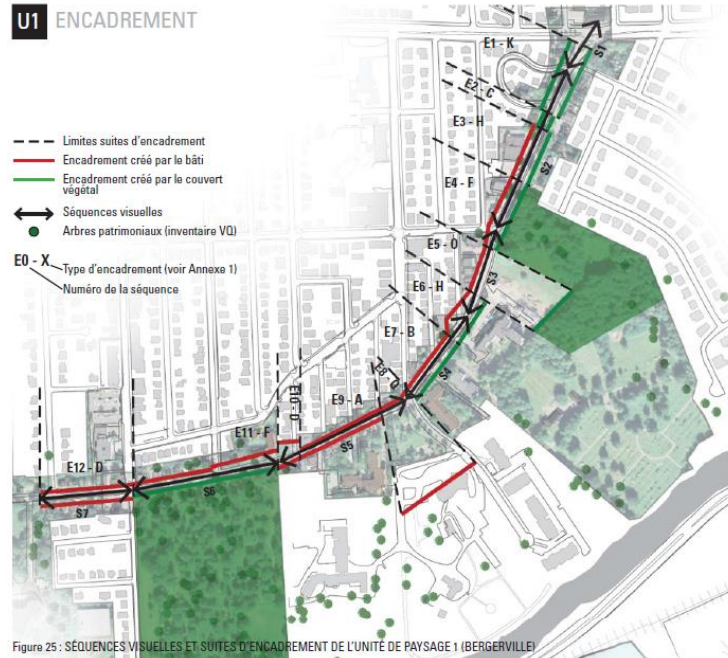 U1 ENCADREMENT
Limites suites d'encadrement
Encadrement créé par le bâti
Encadrement créé par le couvert
végétal
Séquences visuelles
Arbres patrimoniaux (inventaire VQ)
E0 - X
Type d'encadrement (voir Annexe 1)
Numéro de la séquence
E1 - K
S1
E2 - C
E3 - H
S2
E4 - F
E5 - O
S3
E6 - H
E7 - B
S4
E8 - Q
E9 - A
E10 - D
S5
E11 - F
S6
E12 - D
S7
Figure 25 : SÉQUENCES VISUELLES ET SUITES D'ENCADREMENT DE L'UNITÉ DE PAYSAGE 1 (BERGERVILLE)